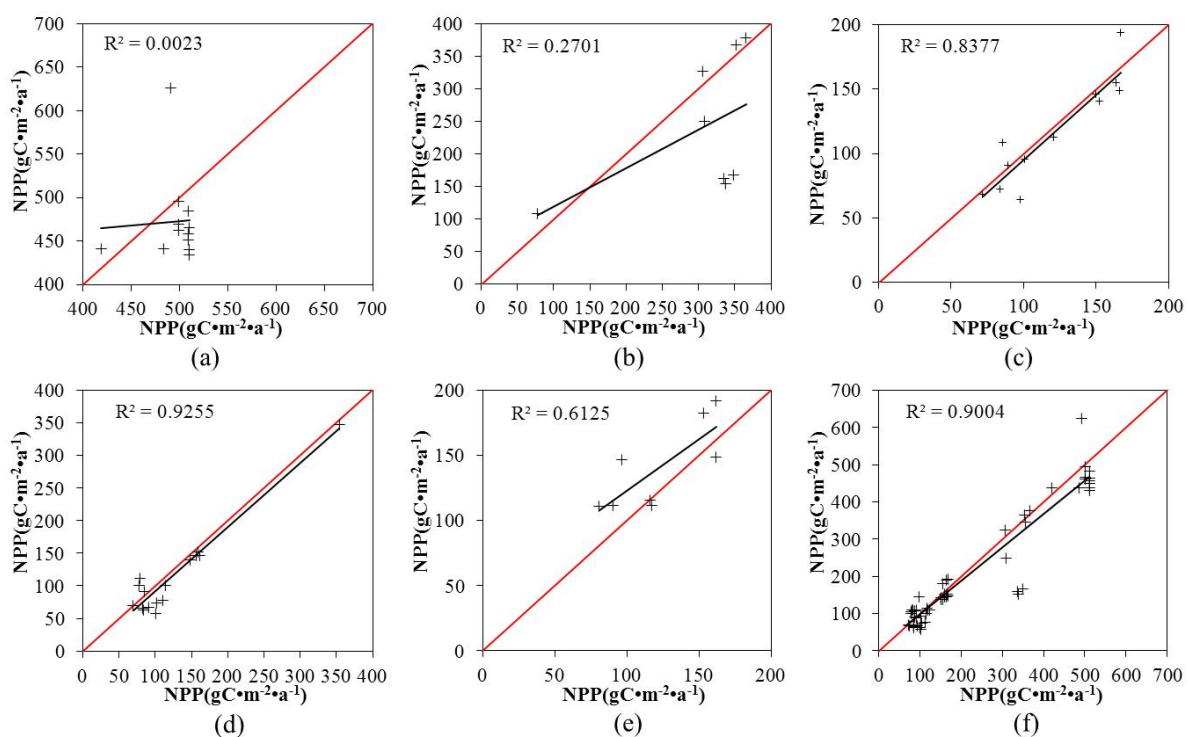 R² = 0.0023
NPP(gC•m⁻²•a⁻¹)
700
650
600
550
500
450
400
400 450 500 550 600 650 700
NPP(gC•m⁻²•a⁻¹)
(a)
R² = 0.2701
NPP(gC•m⁻²•a⁻¹)
400
350
300
250
200
150
100
50
0
0 50 100 150 200 250 300 350 400
NPP(gC•m⁻²•a⁻¹)
(b)
R² = 0.8377
NPP(gC•m⁻²•a⁻¹)
200
150
100
50
0
0 50 100 150 200
NPP(gC•m⁻²•a⁻¹)
(c)
R² = 0.9255
NPP(gC•m⁻²•a⁻¹)
400
350
300
250
200
150
100
50
0
0 50 100 150 200 250 300 350 400
NPP(gC•m⁻²•a⁻¹)
(d)
R² = 0.6125
NPP(gC•m⁻²•a⁻¹)
200
150
100
50
0
0 50 100 150 200
NPP(gC•m⁻²•a⁻¹)
(e)
R² = 0.9004
NPP(gC•m⁻²•a⁻¹)
700
600
500
400
300
200
100
0
0 100 200 300 400 500 600 700
NPP(gC•m⁻²•a⁻¹)
(f)